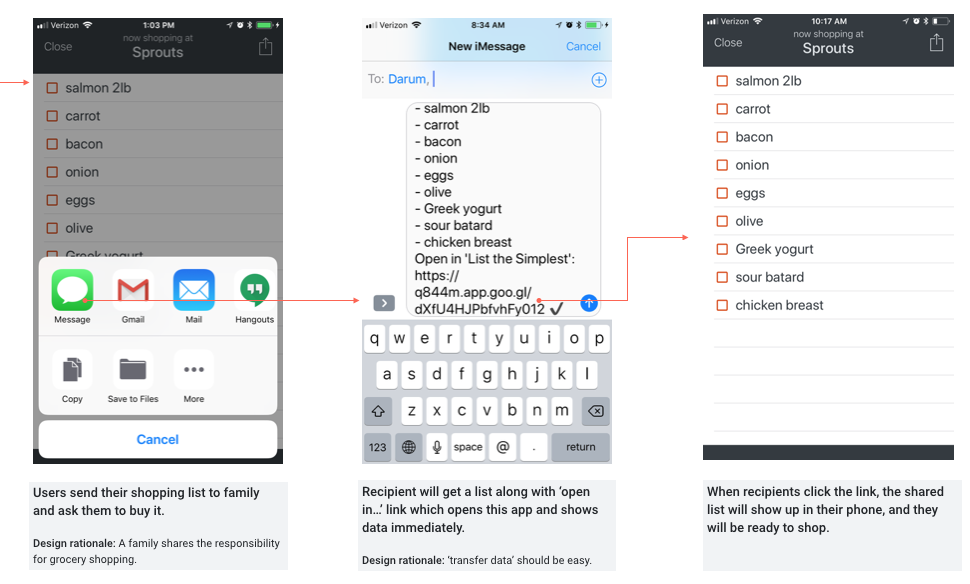 Verizon 1:03 PM
now shopping at
Close
Sprouts
salmon 2lb
carrot
bacon
onion
eggs
olive
Greek yogurt
Message Gmail Mail Hangouts
Copy Save to Files More
Cancel
Users send their shopping list to family
and ask them to buy it.
Design rationale: A family shares the responsibility
for grocery shopping.
Verizon 8:34 AM
New iMessage Cancel
To: Darum,
- salmon 2lb
- carrot
- bacon
- onion
- eggs
- olive
- Greek yogurt
- sour batard
- chicken breast
Open in 'List the Simplest':
https://
q844m.app.goo.gl/
dXfU4HJPbfvhFy012
q w e r t y u i o p
a s d f g h j k l
z x c v b n m
123 space @ . return
Recipient will get a list along with ‘open
in...’ link which opens this app and shows
data immediately.
Design rationale: ‘transfer data’ should be easy.
Verizon 10:17 AM
now shopping at
Close
Sprouts
salmon 2lb
carrot
bacon
onion
eggs
olive
Greek yogurt
sour batard
chicken breast
When recipients click the link, the shared
list will show up in their phone, and they
will be ready to shop.